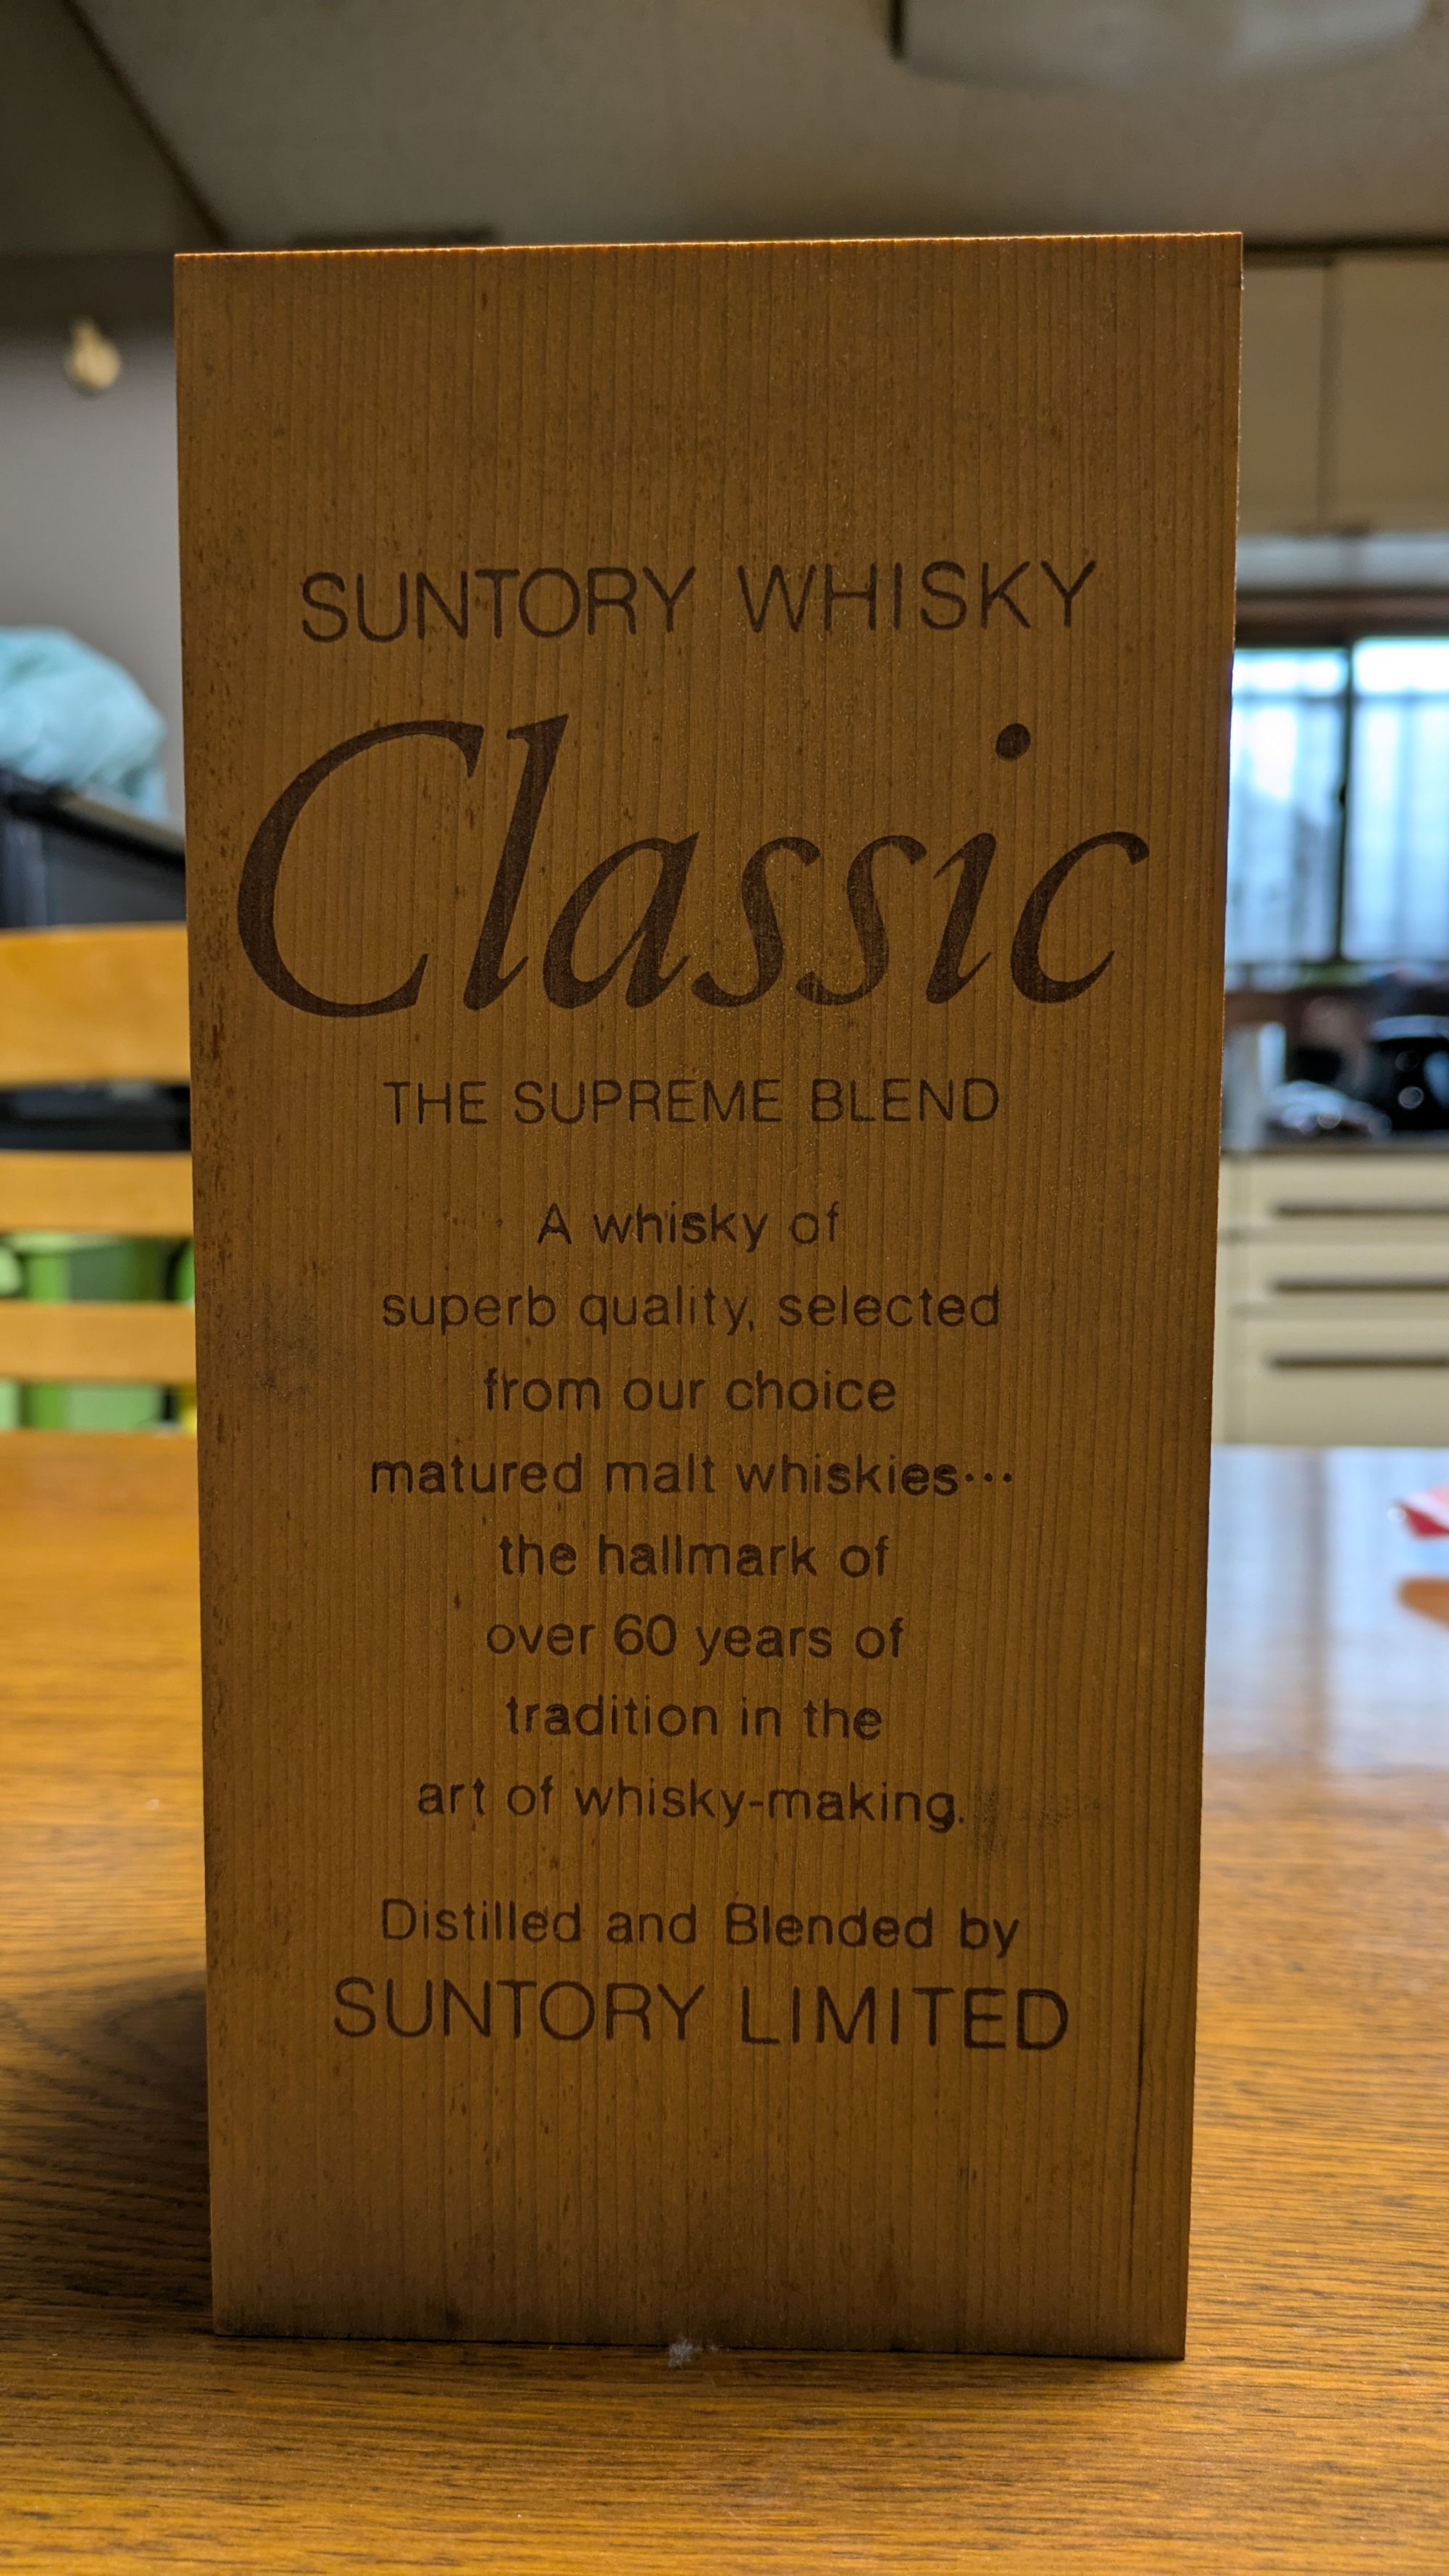 SUNTORY WHISKY
Classic
THE SUPREME BLEND
A whisky of
superb quality, selected
from our choice
matured malt whiskies···
the hallmark of
over 60 years of
tradition in the
art of whisky-making.
Distilled and Blended by
SUNTORY LIMITED